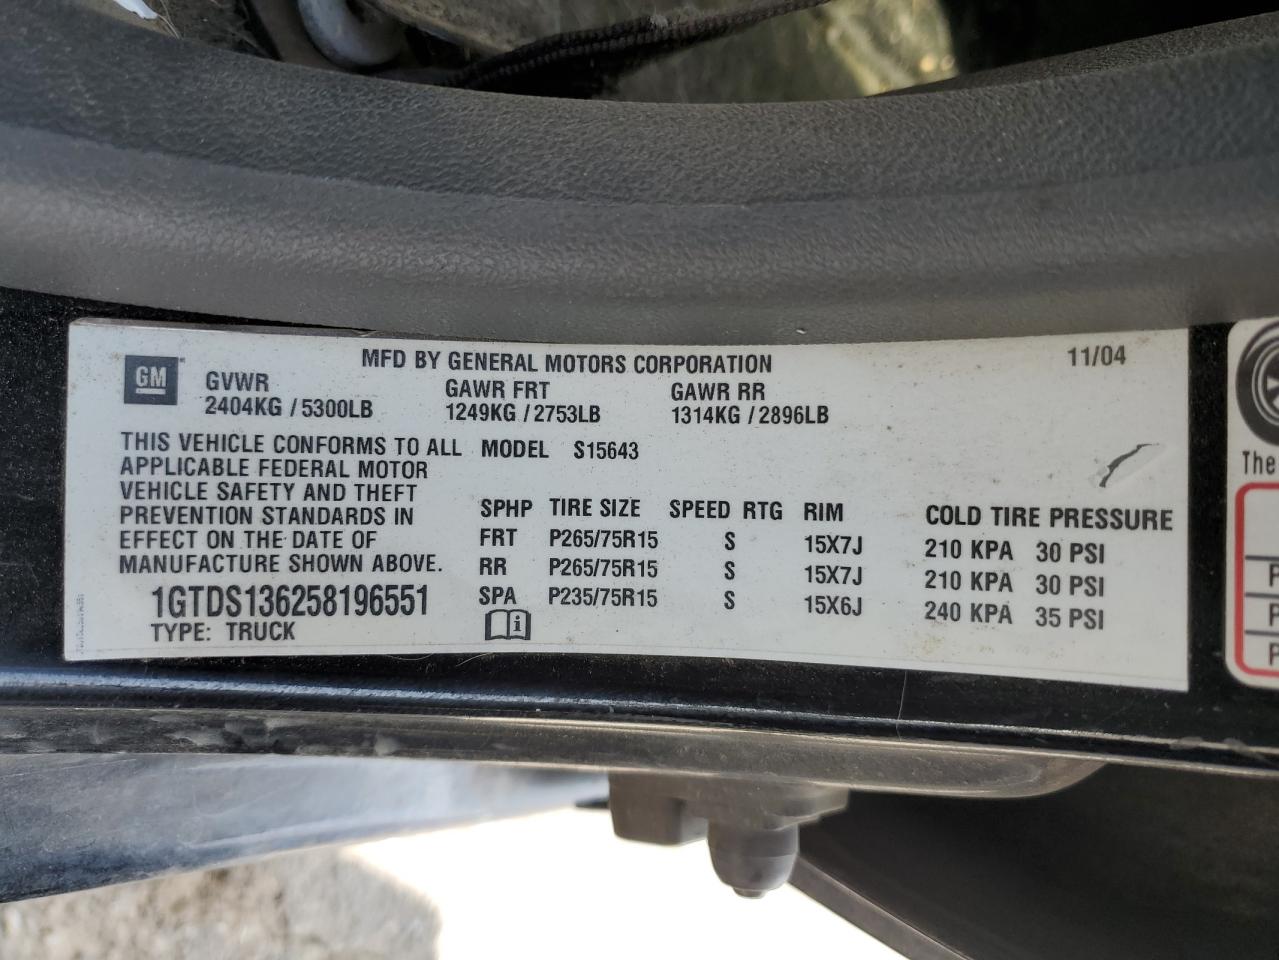 MFD BY GENERAL MOTORS CORPORATION 11/04
GM
GVWR GAWR FRT GAWR RR
2404KG / 5300LB 1249KG / 2753LB 1314KG / 2896LB
THIS VEHICLE CONFORMS TO ALL
APPLICABLE FEDERAL MOTOR
VEHICLE SAFETY AND THEFT
PREVENTION STANDARDS IN
EFFECT ON THE DATE OF
MANUFACTURE SHOWN ABOVE.
1GTDS136258196551
TYPE: TRUCK
MODEL S15643
SPHP TIRE SIZE SPEED RTG RIM COLD TIRE PRESSURE
FRT P265/75R15 S 15X7J 210 KPA 30 PSI
RR P265/75R15 S 15X7J 210 KPA 30 PSI
SPA P235/75R15 S 15X6J 240 KPA 35 PSI
i
The
P
P
P